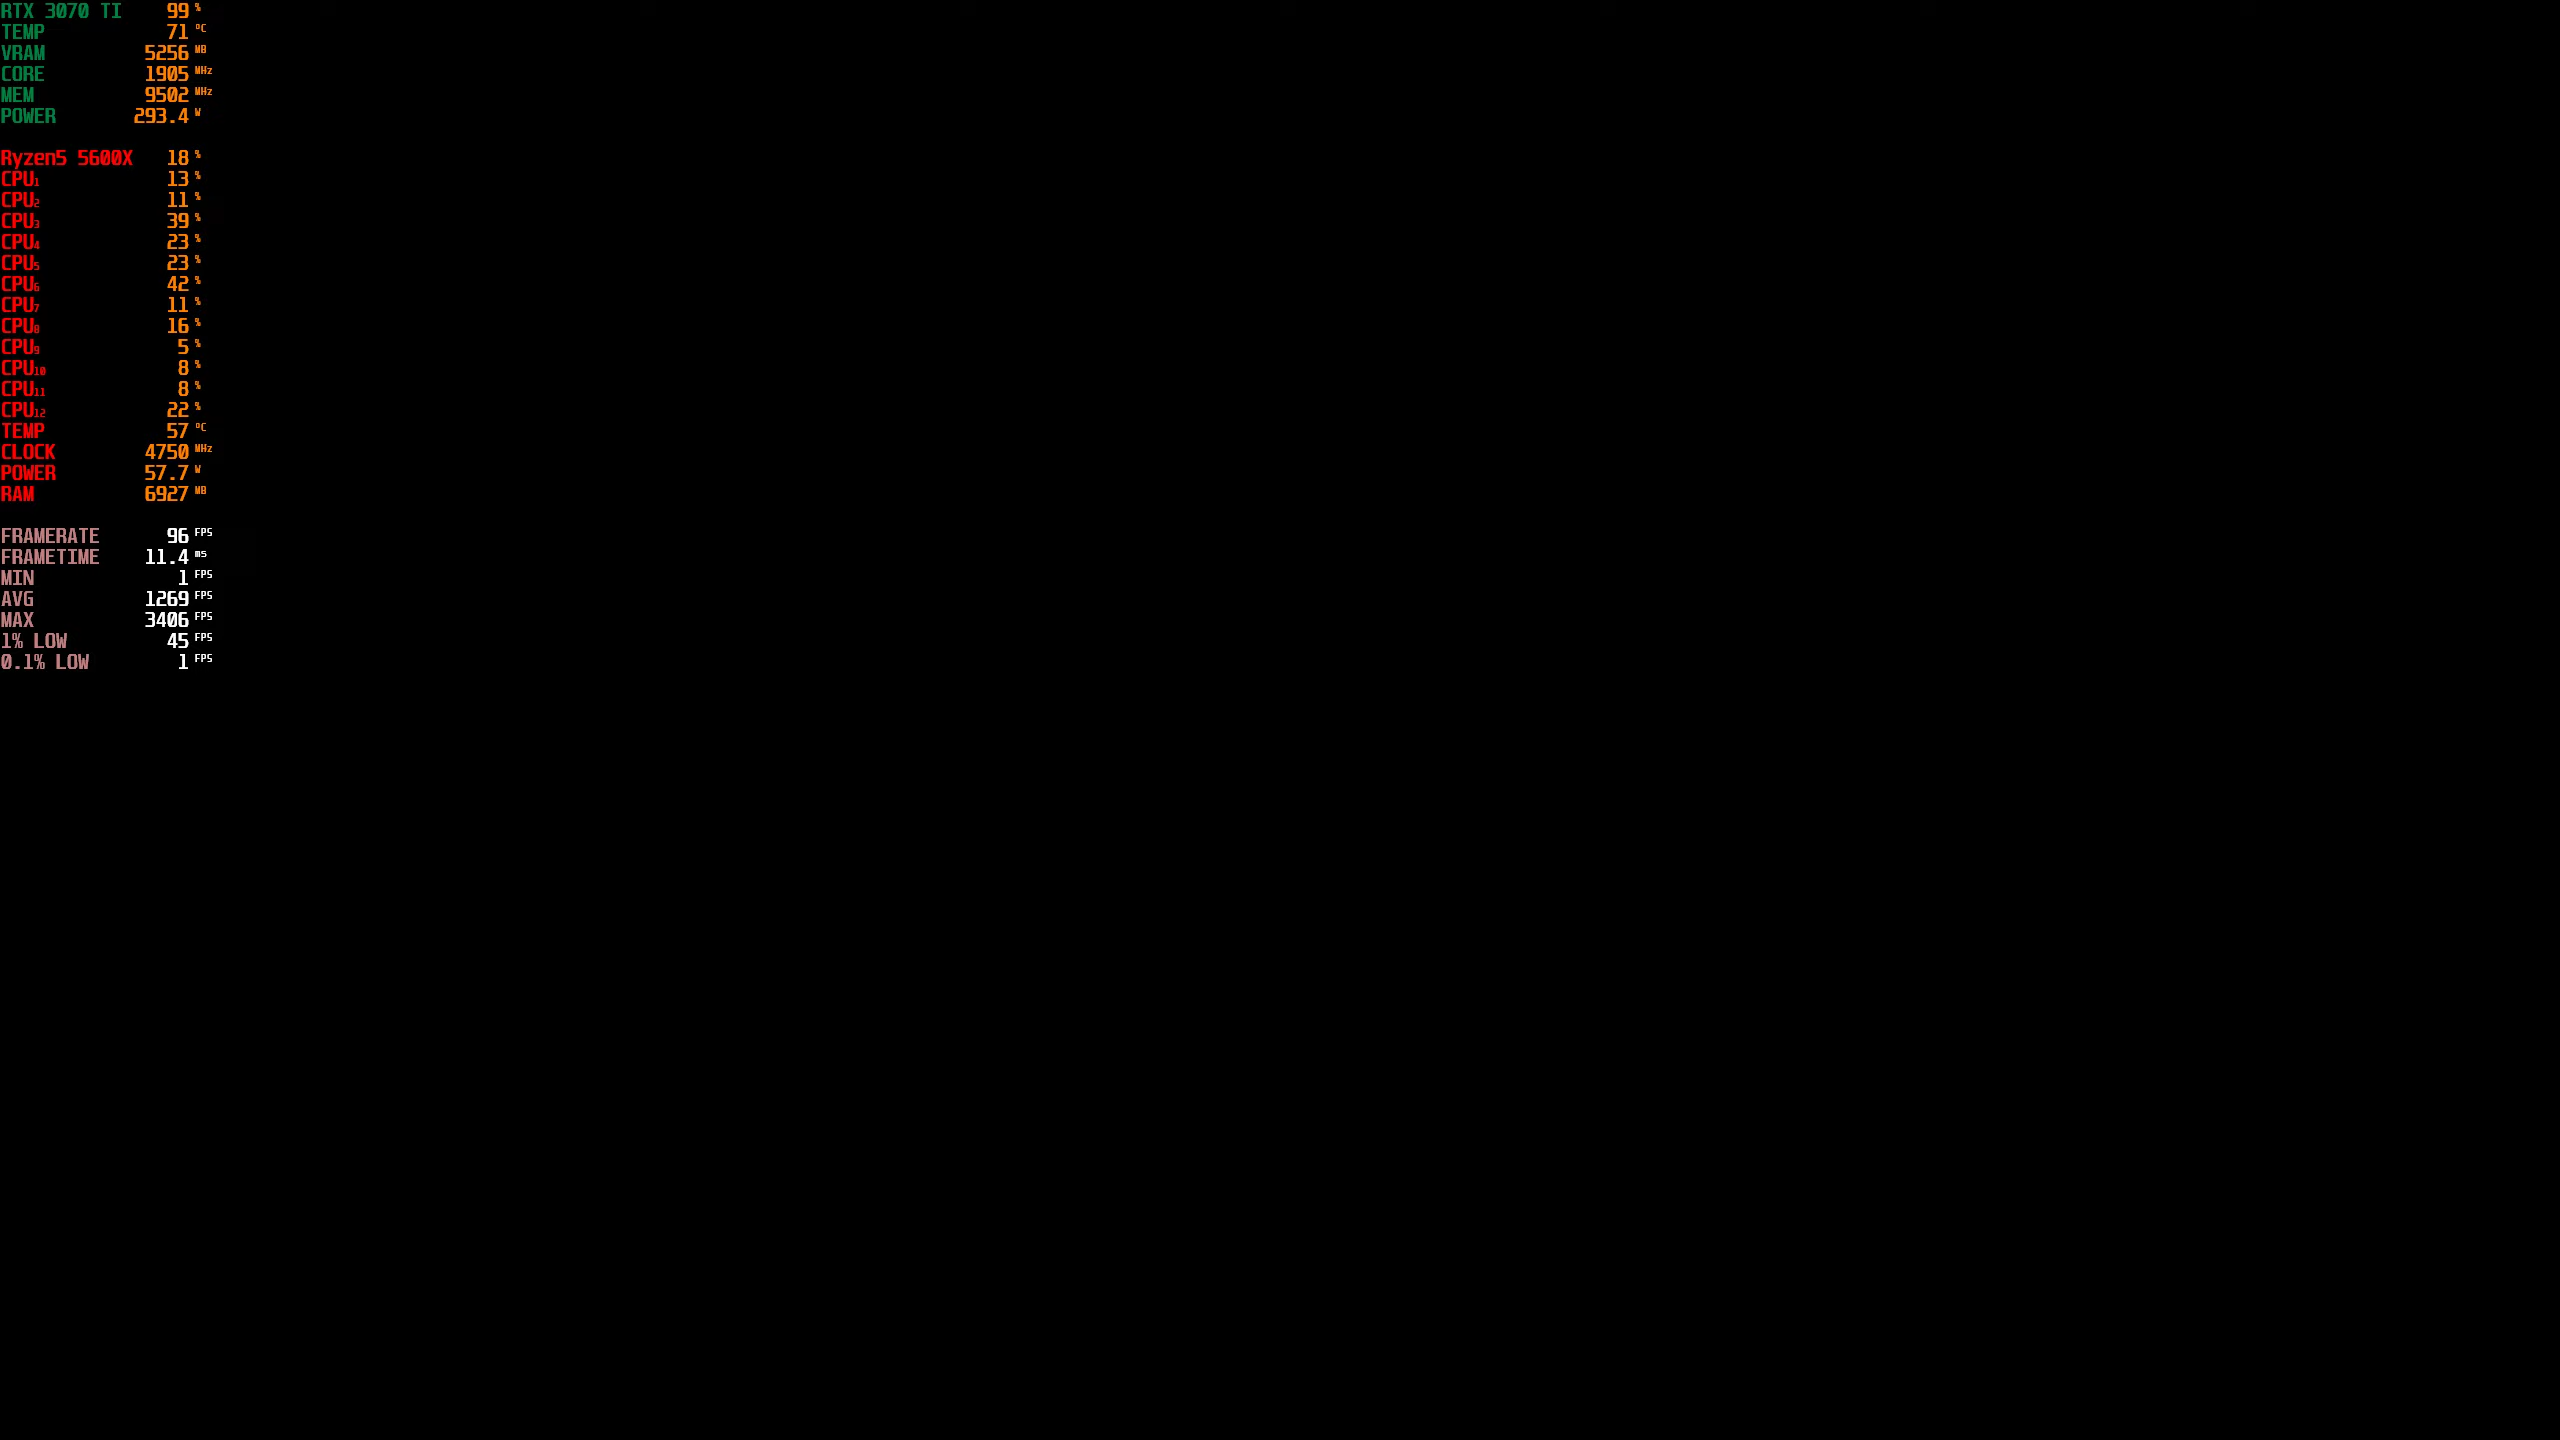 RTX 3070 TI 99 %
TEMP 71 °C
VRAM 5256 MB
CORE 1905 MHz
MEM 9502 MHz
POWER 293.4 W
Ryzen5 5600X 18 %
CPU1 13 %
CPU2 11 %
CPU3 39 %
CPU4 23 %
CPU5 23 %
CPU6 42 %
CPU7 11 %
CPU8 16 %
CPU9 5 %
CPU10 8 %
CPU11 8 %
CPU12 22 %
TEMP 57 °C
CLOCK 4750 MHz
POWER 57.7 W
RAM 6927 MB
FRAMERATE 96 FPS
FRAMETIME 11.4 ms
MIN 1 FPS
AVG 1269 FPS
MAX 3406 FPS
1% LOW 45 FPS
0.1% LOW 1 FPS